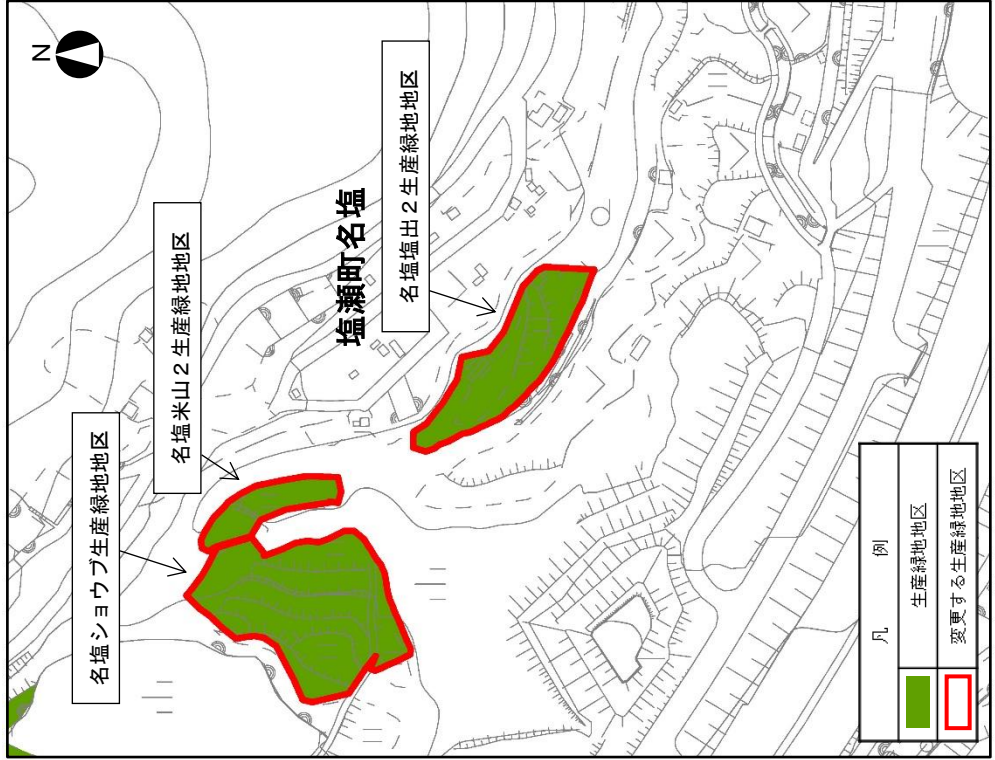 N
名塩ショウブ生産緑地地区
名塩米山２生産緑地地区
塩瀬町名塩
名塩塩出２生産緑地地区
凡 例
生産緑地地区
変更する生産緑地地区